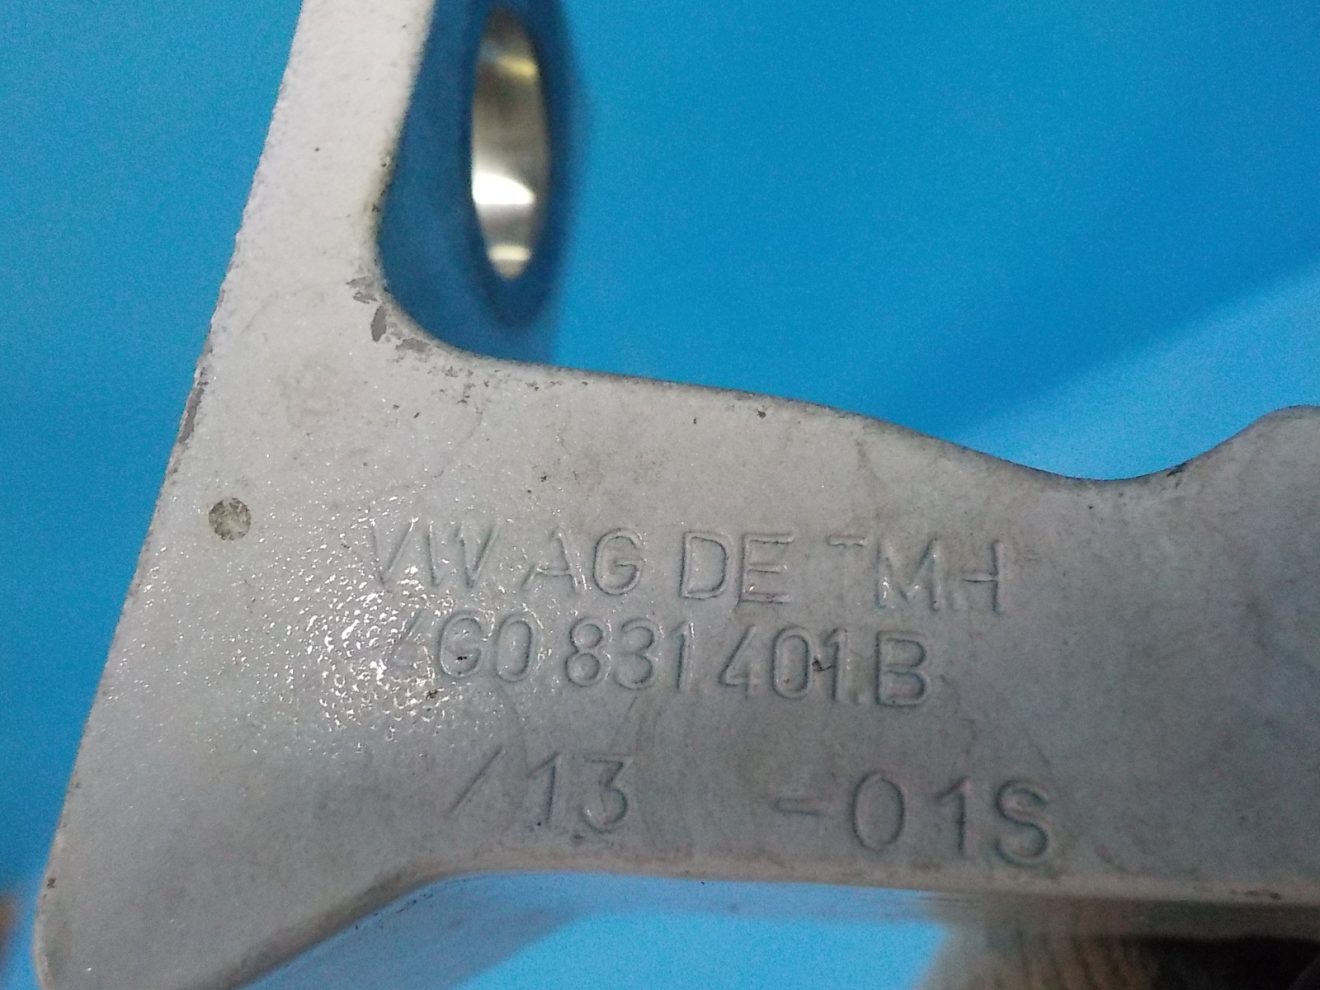 VW AG DE TMH
4G0 831 401 B
/13 -01S